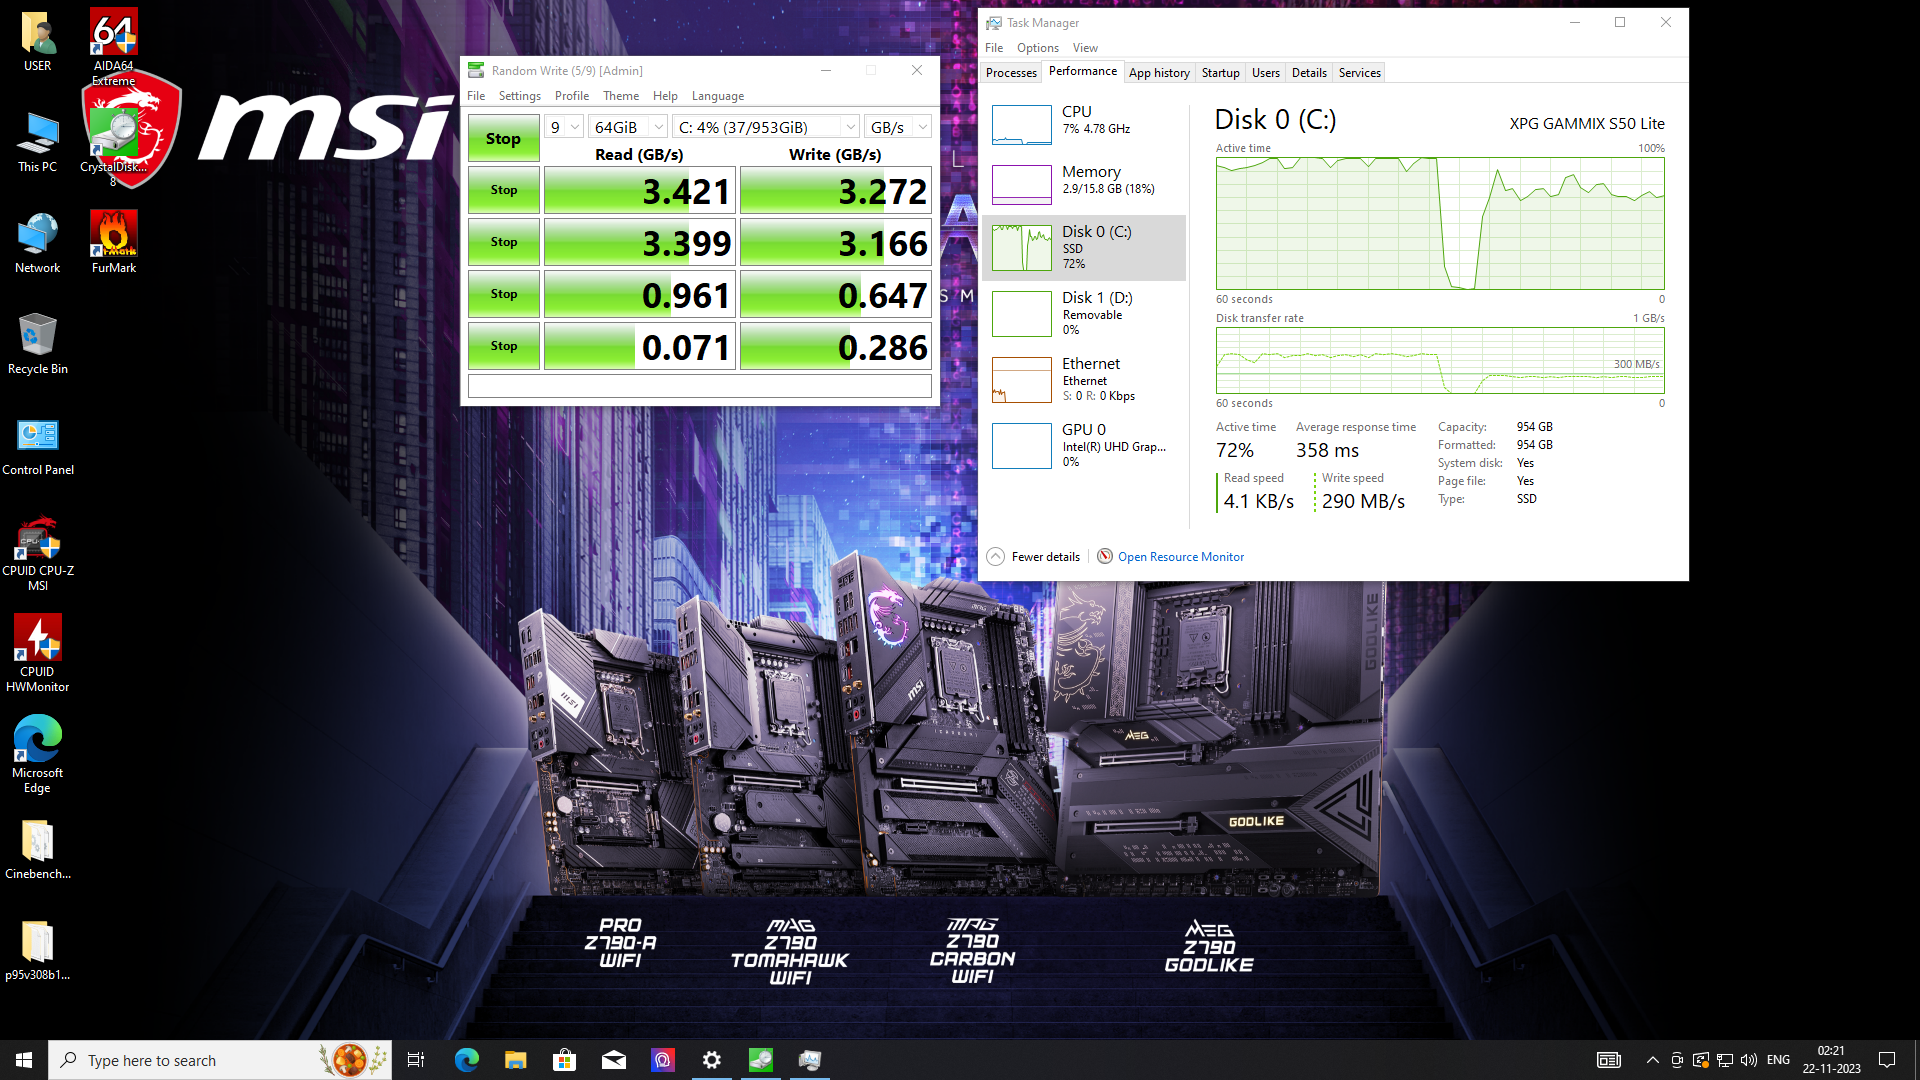 USER
64
AIDA64
Extreme
msi
This PC
CrystalDisk...
8
Network
FurMark
Recycle Bin
Control Panel
CPUID CPU-Z
MSI
CPUID
HWMonitor
Microsoft
Edge
Cinebench...
p95v308b1...
Random Write (5/9) [Admin]
File Settings Profile Theme Help Language
Stop 9 64GiB C: 4% (37/953GiB) GB/s
Read (GB/s) Write (GB/s)
Stop 3.421 3.272
Stop 3.399 3.166
Stop 0.961 0.647
Stop 0.071 0.286
Task Manager
File Options View
Processes Performance App history Startup Users Details Services
CPU
7% 4.78 GHz
Memory
2.9/15.8 GB (18%)
Disk 0 (C:)
SSD
72%
Disk 1 (D:)
Removable
0%
Ethernet
Ethernet
S: 0 R: 0 Kbps
GPU 0
Intel(R) UHD Grap...
0%
Disk 0 (C:) XPG GAMMIX S50 Lite
Active time 100%
60 seconds 0
Disk transfer rate 1 GB/s
300 MB/s
60 seconds 0
Active time Average response time
72% 358 ms
Read speed Write speed
4.1 KB/s 290 MB/s
Capacity: 954 GB
Formatted: 954 GB
System disk: Yes
Page file: Yes
Type: SSD
Fewer details Open Resource Monitor
msi
MEG
GODLIKE
GODLIKE
PRO
Z790-A
WIFI
MAG
Z790
TOMAHAWK
WIFI
MPG
Z790
CARBON
WIFI
MEG
Z790
GODLIKE
Type here to search
ENG
02:21
22-11-2023